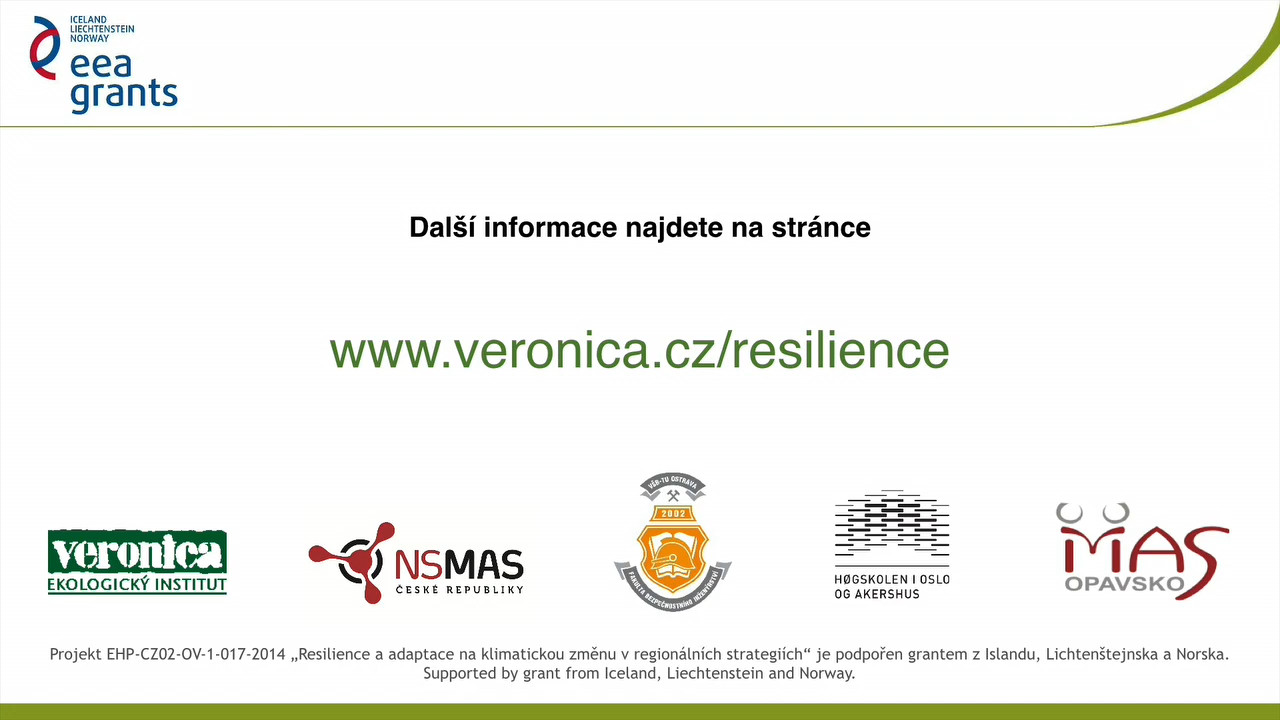 ICELAND
LIECHTENSTEIN
NORWAY
eea
grants
Další informace najdete na stránce
www.veronica.cz/resilience
veronica
EKOLOGICKÝ INSTITUT
NSMAS
ČESKÉ REPUBLIKY
VŠB-TU OSTRAVA
2002
FAKULTA BEZPEČNOSTNÍHO INŽENÝRSTVÍ
HØGSKOLEN I OSLO
OG AKERSHUS
MAS
OPAVSKO
Projekt EHP-CZ02-OV-1-017-2014 „Resilience a adaptace na klimatickou změnu v regionálních strategiích“ je podpořen grantem z Islandu, Lichtenštejnska a Norska.
Supported by grant from Iceland, Liechtenstein and Norway.